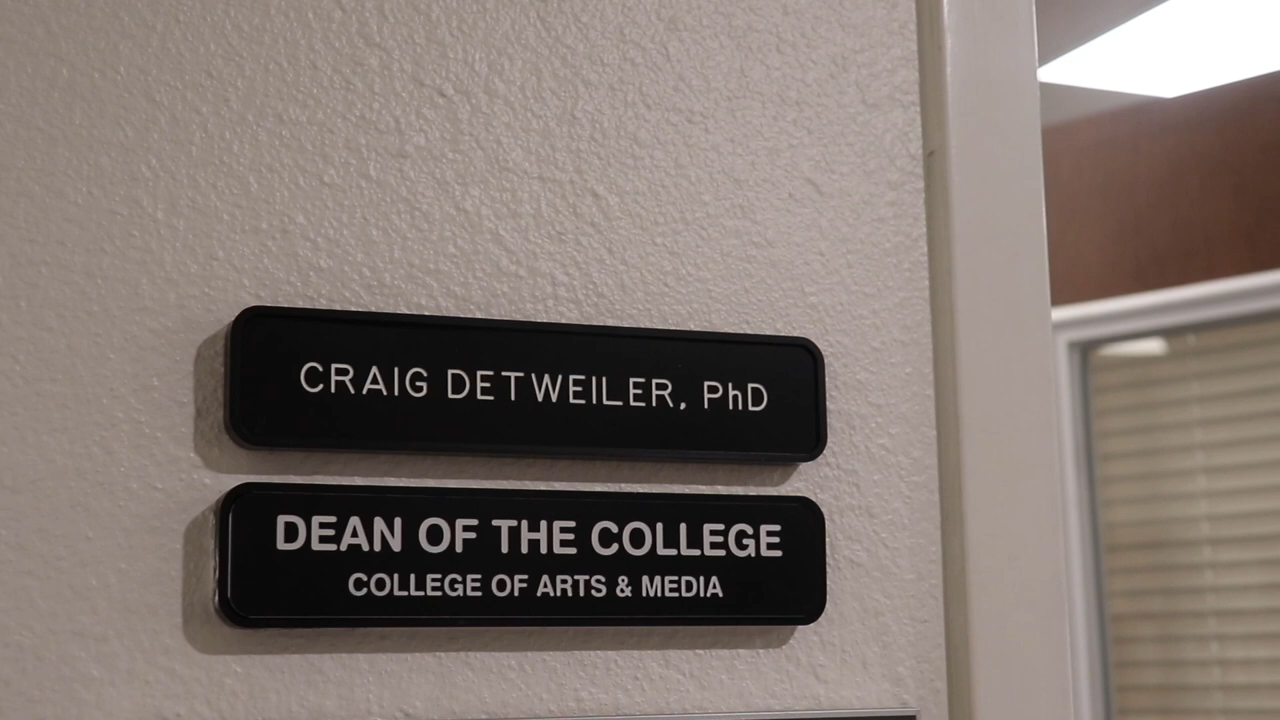 CRAIG DETWEILER, PhD
DEAN OF THE COLLEGE
COLLEGE OF ARTS & MEDIA